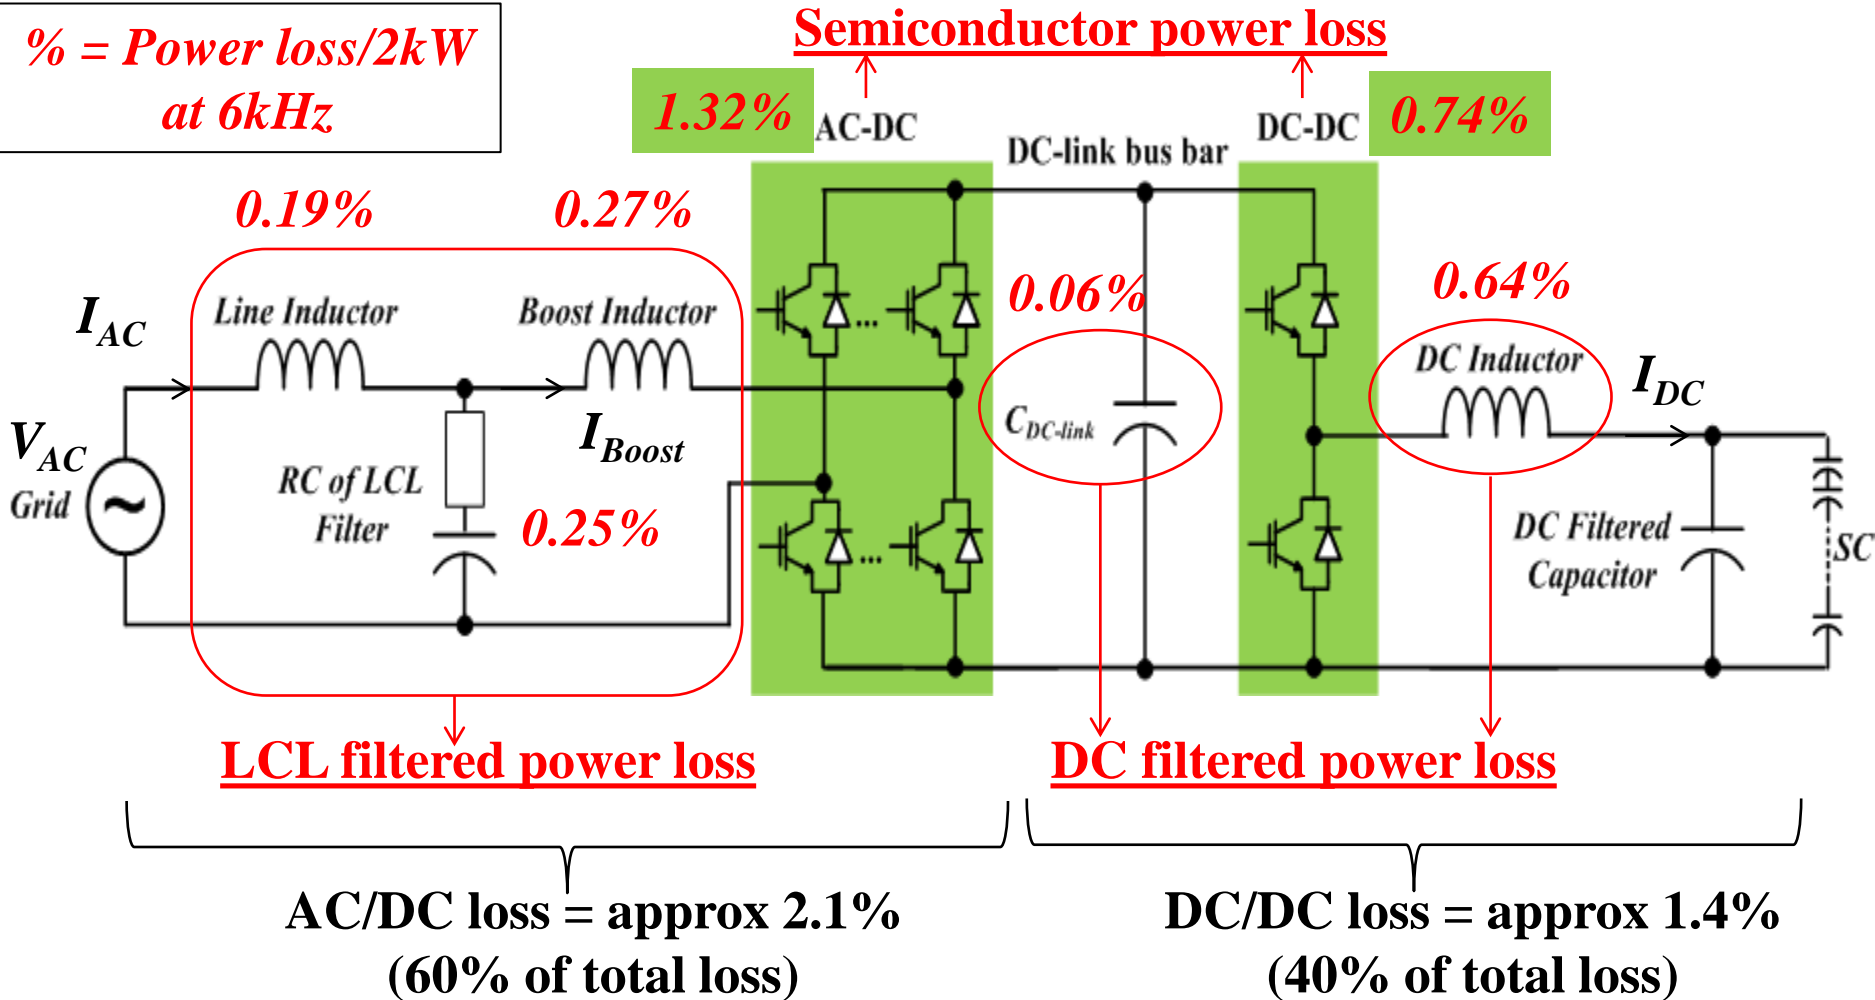 % = Power loss/2kW
at 6kHz
Semiconductor power loss
1.32%
AC-DC
DC-DC
0.74%
DC-link bus bar
0.19%
0.27%
0.06%
0.64%
I_AC
Line Inductor
Boost Inductor
...
DC Inductor
I_DC
V_AC
Grid
I_Boost
C_DC-link
RC of LCL
Filter
0.25%
...
DC Filtered
Capacitor
SC
LCL filtered power loss
DC filtered power loss
AC/DC loss = approx 2.1%
(60% of total loss)
DC/DC loss = approx 1.4%
(40% of total loss)